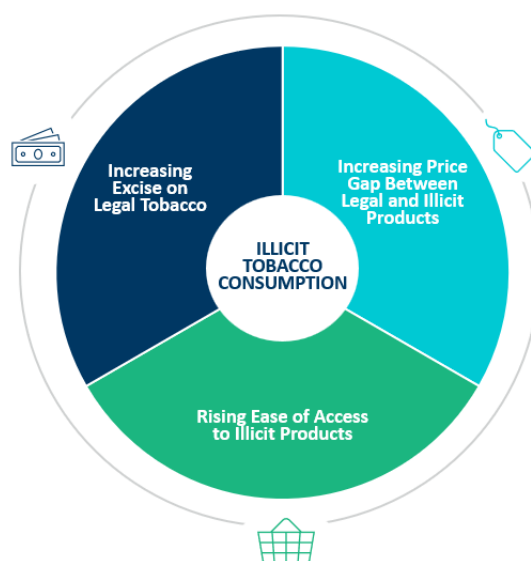 Increasing
Excise on
Legal Tobacco
Increasing Price
Gap Between
Legal and Illicit
Products
ILLICIT
TOBACCO
CONSUMPTION
Rising Ease of Access
to Illicit Products